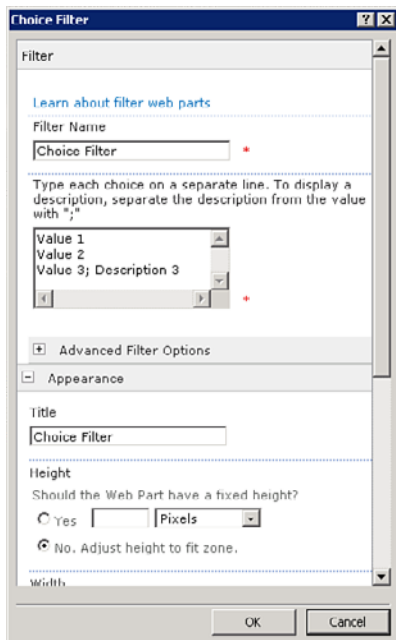 Choice Filter
Filter
Learn about filter web parts
Filter Name
Choice Filter *
Type each choice on a separate line. To display a
description, separate the description from the value
with ";"
Value 1
Value 2
Value 3; Description 3
*
Advanced Filter Options
Appearance
Title
Choice Filter
Height
Should the Web Part have a fixed height?
Yes Pixels
No. Adjust height to fit zone.
Width
OK Cancel